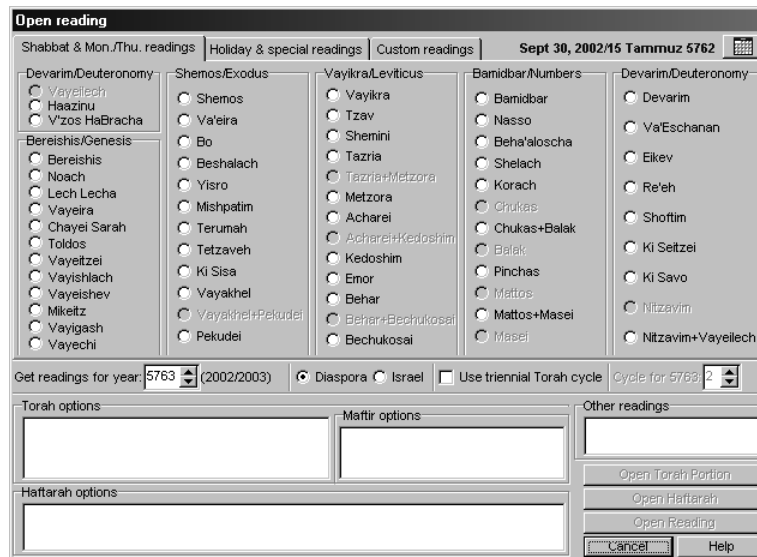 Open reading
Shabbat & Mon./Thu. readings
Holiday & special readings
Custom readings
Sept 30, 2002/15 Tammuz 5762
Devarim/Deuteronomy
Vayeilech
Haazinu
V'zos HaBracha
Bereishis/Genesis
Bereishis
Noach
Lech Lecha
Vayeira
Chayei Sarah
Toldos
Vayeitzei
Vayishlach
Vayeishev
Mikeitz
Vayigash
Vayechi
Shemos/Exodus
Shemos
Va'eira
Bo
Beshalach
Yisro
Mishpatim
Terumah
Tetzaveh
Ki Sisa
Vayakhel
Vayakhel+Pekudei
Pekudei
Vayikra/Leviticus
Vayikra
Tzav
Shemini
Tazria
Tazria+Metzora
Metzora
Acharei
Acharei+Kedoshim
Kedoshim
Emor
Behar
Behar+Bechukosai
Bechukosai
Bamidbar/Numbers
Bamidbar
Nasso
Beha'aloscha
Shelach
Korach
Chukas
Chukas+Balak
Balak
Pinchas
Mattos
Mattos+Masei
Masei
Devarim/Deuteronomy
Devarim
Va'Eschanan
Eikev
Re'eh
Shoftim
Ki Seitzei
Ki Savo
Nitzavim
Nitzavim+Vayeilech
Get readings for year: 5763 (2002/2003) Diaspora Israel Use triennial Torah cycle Cycle for 5763: 2
Torah options
Maftir options
Other readings
Haftarah options
Open Torah Portion
Open Haftarah
Open Reading
Cancel Help